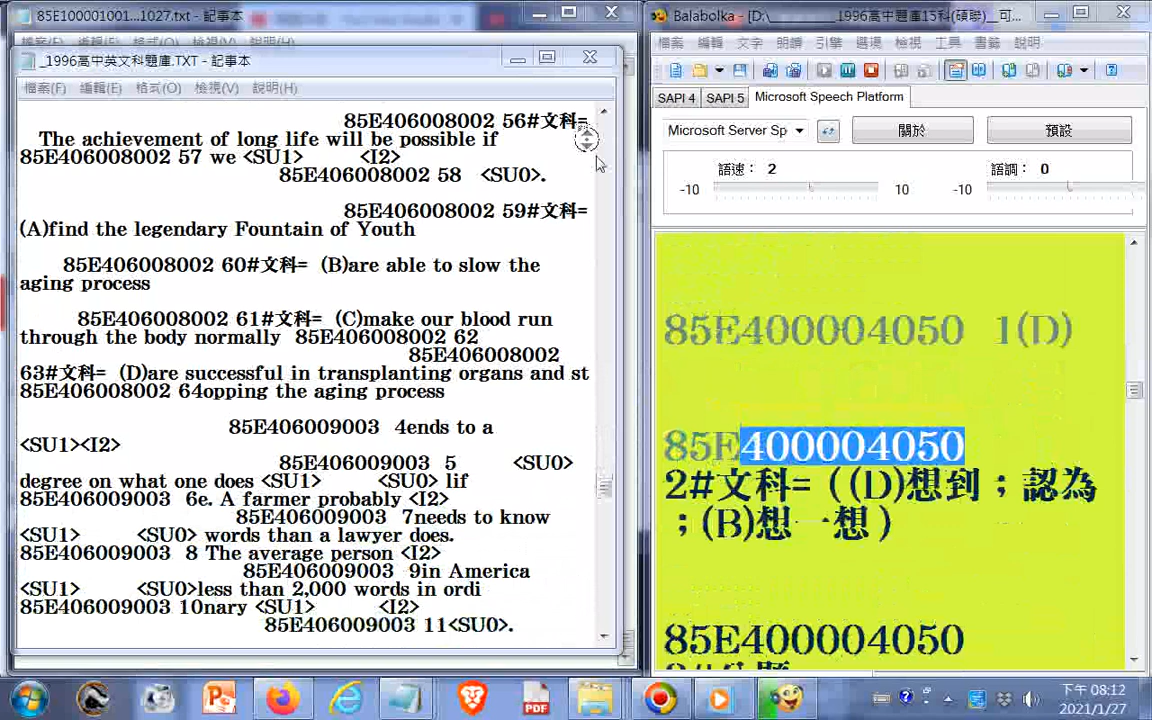 85E100001001...1027.txt - 記事本
_1996高中英文科題庫.TXT - 記事本
檔案(F) 編輯(E) 格式(O) 檢視(V) 說明(H)
85E406008002 56#文科=
The achievement of long life will be possible if
85E406008002 57 we <SU1> <I2>
85E406008002 58 <SU0>.
85E406008002 59#文科=
(A)find the legendary Fountain of Youth
85E406008002 60#文科= (B)are able to slow the
aging process
85E406008002 61#文科= (C)make our blood run
through the body normally 85E406008002 62
85E406008002
63#文科= (D)are successful in transplanting organs and st
85E406008002 64opping the aging process
85E406009003 4ends to a
<SU1><I2>
85E406009003 5 <SU0>
degree on what one does <SU1> <SU0> lif
85E406009003 6e. A farmer probably <I2>
85E406009003 7needs to know
<SU1> <SU0> words than a lawyer does.
85E406009003 8 The average person <I2>
85E406009003 9in America
<SU1> <SU0>less than 2,000 words in ordi
85E406009003 10nary <SU1> <I2>
85E406009003 11<SU0>.
Balabolka - [D:\ _1996高中題庫15科(碩聯)__可...
檔案 編輯 文字 朗讀 引擎 選項 檢視 工具 書籤 說明
SAPI 4 SAPI 5 Microsoft Speech Platform
Microsoft Server Sp 關於 預設
語速： 2 語調： 0
-10 10 -10
85E400004050 1(D)
85E400004050
2#文科=（(D)想到；認為
；(B)想一想）
85E400004050
PDF
下午 08:12
2021/1/27